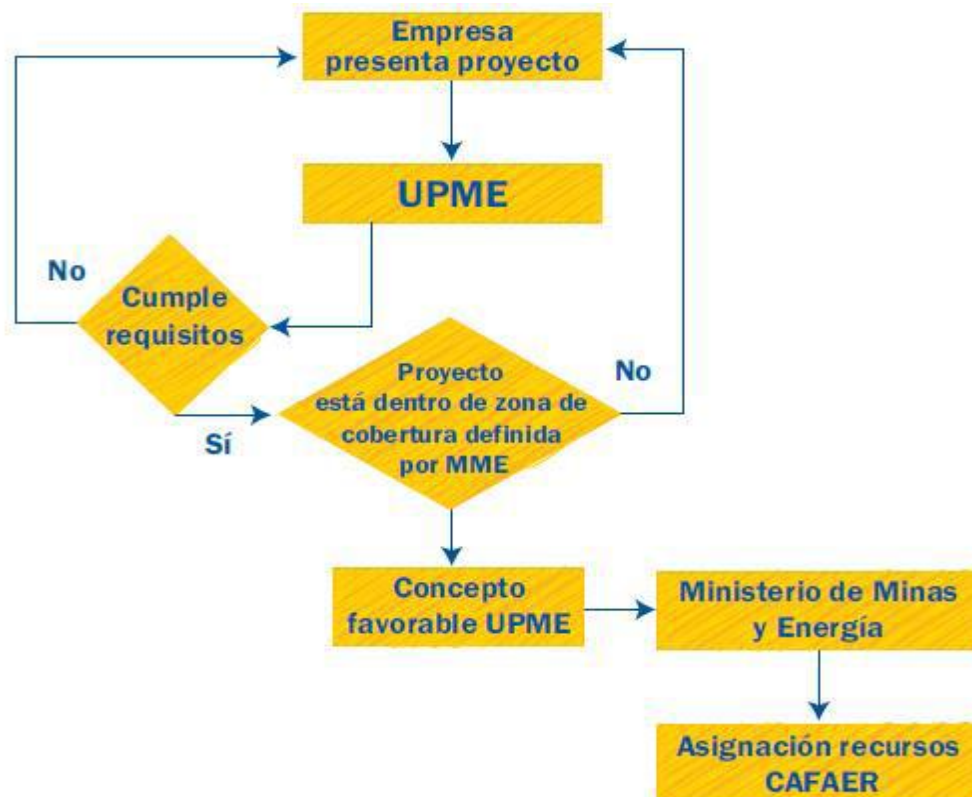 Empresa
presenta proyecto
UPME
No
Cumple
requisitos
Sí
Proyecto
está dentro de zona de
cobertura definida
por MME
No
Concepto
favorable UPME
Ministerio de Minas
y Energía
Asignación recursos
CAFAER